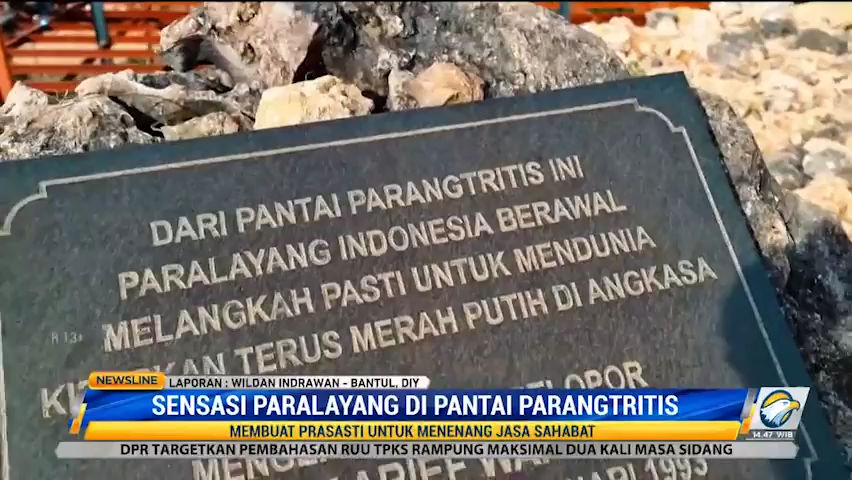 DARI PANTAI PARANGTRITIS INI
PARALAYANG INDONESIA BERAWAL
MELANGKAH PASTI UNTUK MENDUNIA
TERUS MERAH PUTIH DI ANGKASA
NEWSLINE
LAPORAN : WILDAN INDRAWAN - BANTUL, DIY
SENSASI PARALAYANG DI PANTAI PARANGTRITIS
MEMBUAT PRASASTI UNTUK MENENANG JASA SAHABAT
14:47 WIB
DPR TARGETKAN PEMBAHASAN RUU TPKS RAMPUNG MAKSIMAL DUA KALI MASA SIDANG
1993